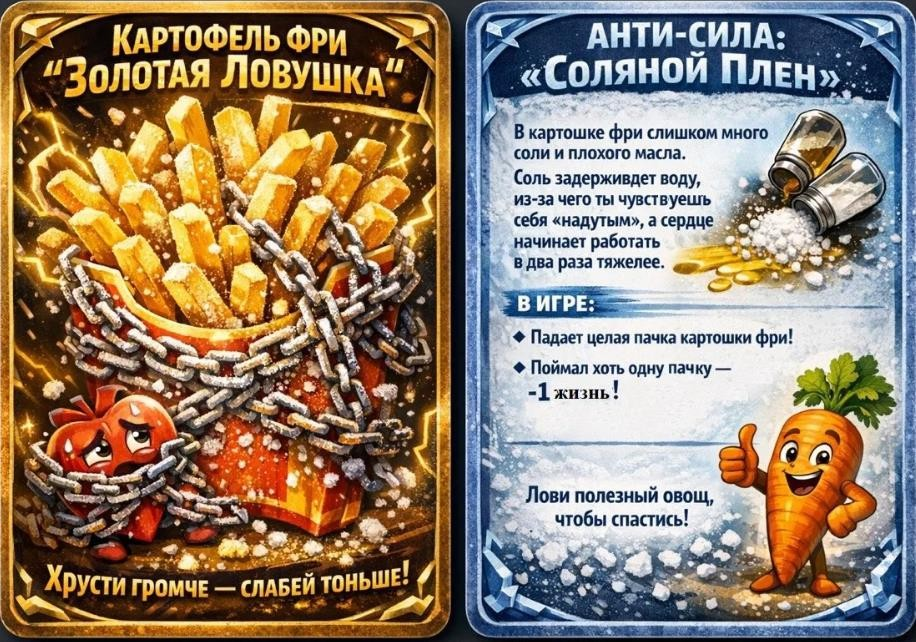 Картофель фри
“Золотая Ловушка“
Хрусти громче — слабей тоньше!
Анти-сила:
«Соляной Плен»
В картошке фри слишком много
соли и плохого масла.
Соль задерживдет воду,
из-за чего ты чувствуешь
себя «надутым», а сердце
начинает работать
в два раза тяжелее.
В ИГРЕ:
◆ Падает целая пачка картошки фри!
◆ Поймал хоть одну пачку —
-1 жизнь!
Лови полезный овощ,
чтобы спастись!